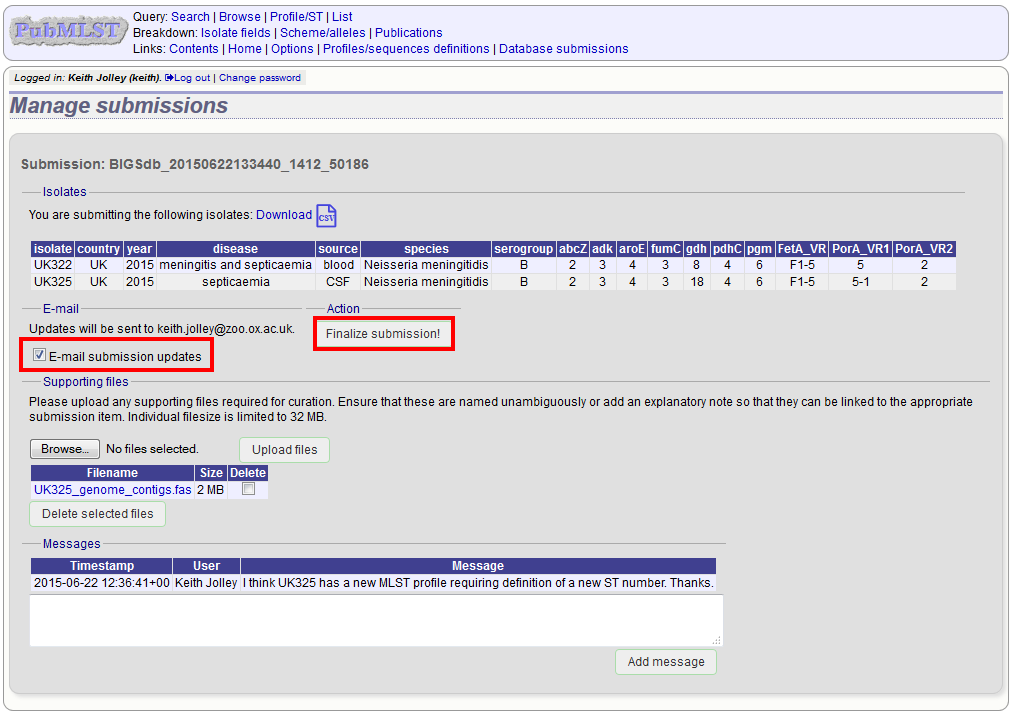 PubMLST
Query: Search | Browse | Profile/ST | List
Breakdown: Isolate fields | Scheme/alleles | Publications
Links: Contents | Home | Options | Profiles/sequences definitions | Database submissions
Logged in: Keith Jolley (keith). Log out | Change password
Manage submissions
Submission: BIGSdb_20150622133440_1412_50186
Isolates
You are submitting the following isolates: Download CSV
isolate country year disease source species serogroup abcZ adk aroE fumC gdh pdhC pgm FetA_VR PorA_VR1 PorA_VR2
UK322 UK 2015 meningitis and septicaemia blood Neisseria meningitidis B 2 3 4 3 8 4 6 F1-5 5 2
UK325 UK 2015 septicaemia CSF Neisseria meningitidis B 2 3 4 3 18 4 6 F1-5 5-1 2
E-mail
Updates will be sent to keith.jolley@zoo.ox.ac.uk.
E-mail submission updates
Action
Finalize submission!
Supporting files
Please upload any supporting files required for curation. Ensure that these are named unambiguously or add an explanatory note so that they can be linked to the appropriate
submission item. Individual filesize is limited to 32 MB.
Browse... No files selected. Upload files
Filename Size Delete
UK325_genome_contigs.fas 2 MB
Delete selected files
Messages
Timestamp User Message
2015-06-22 12:36:41+00 Keith Jolley I think UK325 has a new MLST profile requiring definition of a new ST number. Thanks.
Add message